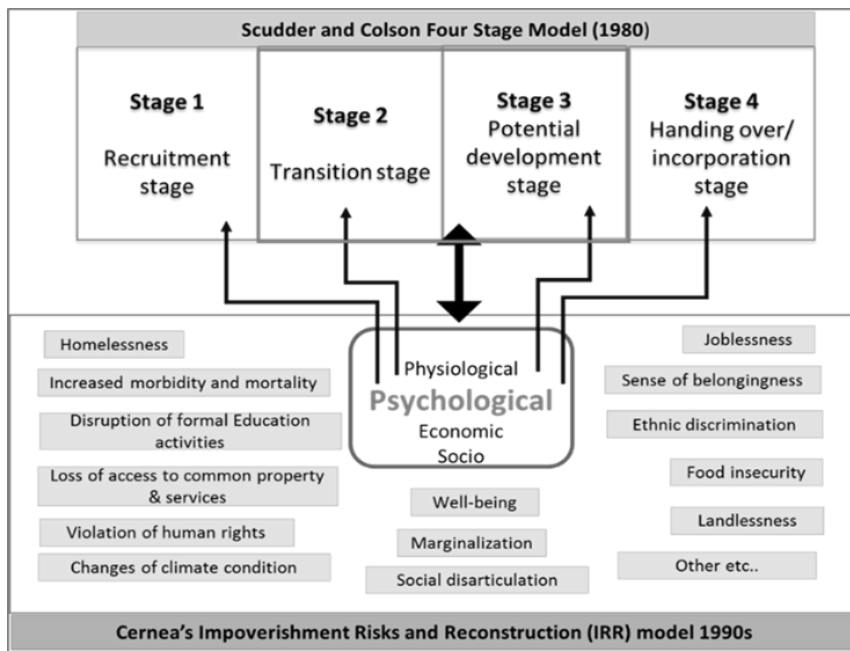 Scudder and Colson Four Stage Model (1980)
Stage 1
Recruitment
stage
Stage 2
Transition stage
Stage 3
Potential
development
stage
Stage 4
Handing over/
incorporation
stage
Homelessness
Increased morbidity and mortality
Disruption of formal Education
activities
Loss of access to common property
& services
Violation of human rights
Changes of climate condition
Physiological
Psychological
Economic
Socio
Well-being
Marginalization
Social disarticulation
Joblessness
Sense of belongingness
Ethnic discrimination
Food insecurity
Landlessness
Other etc..
Cernea's Impoverishment Risks and Reconstruction (IRR) model 1990s